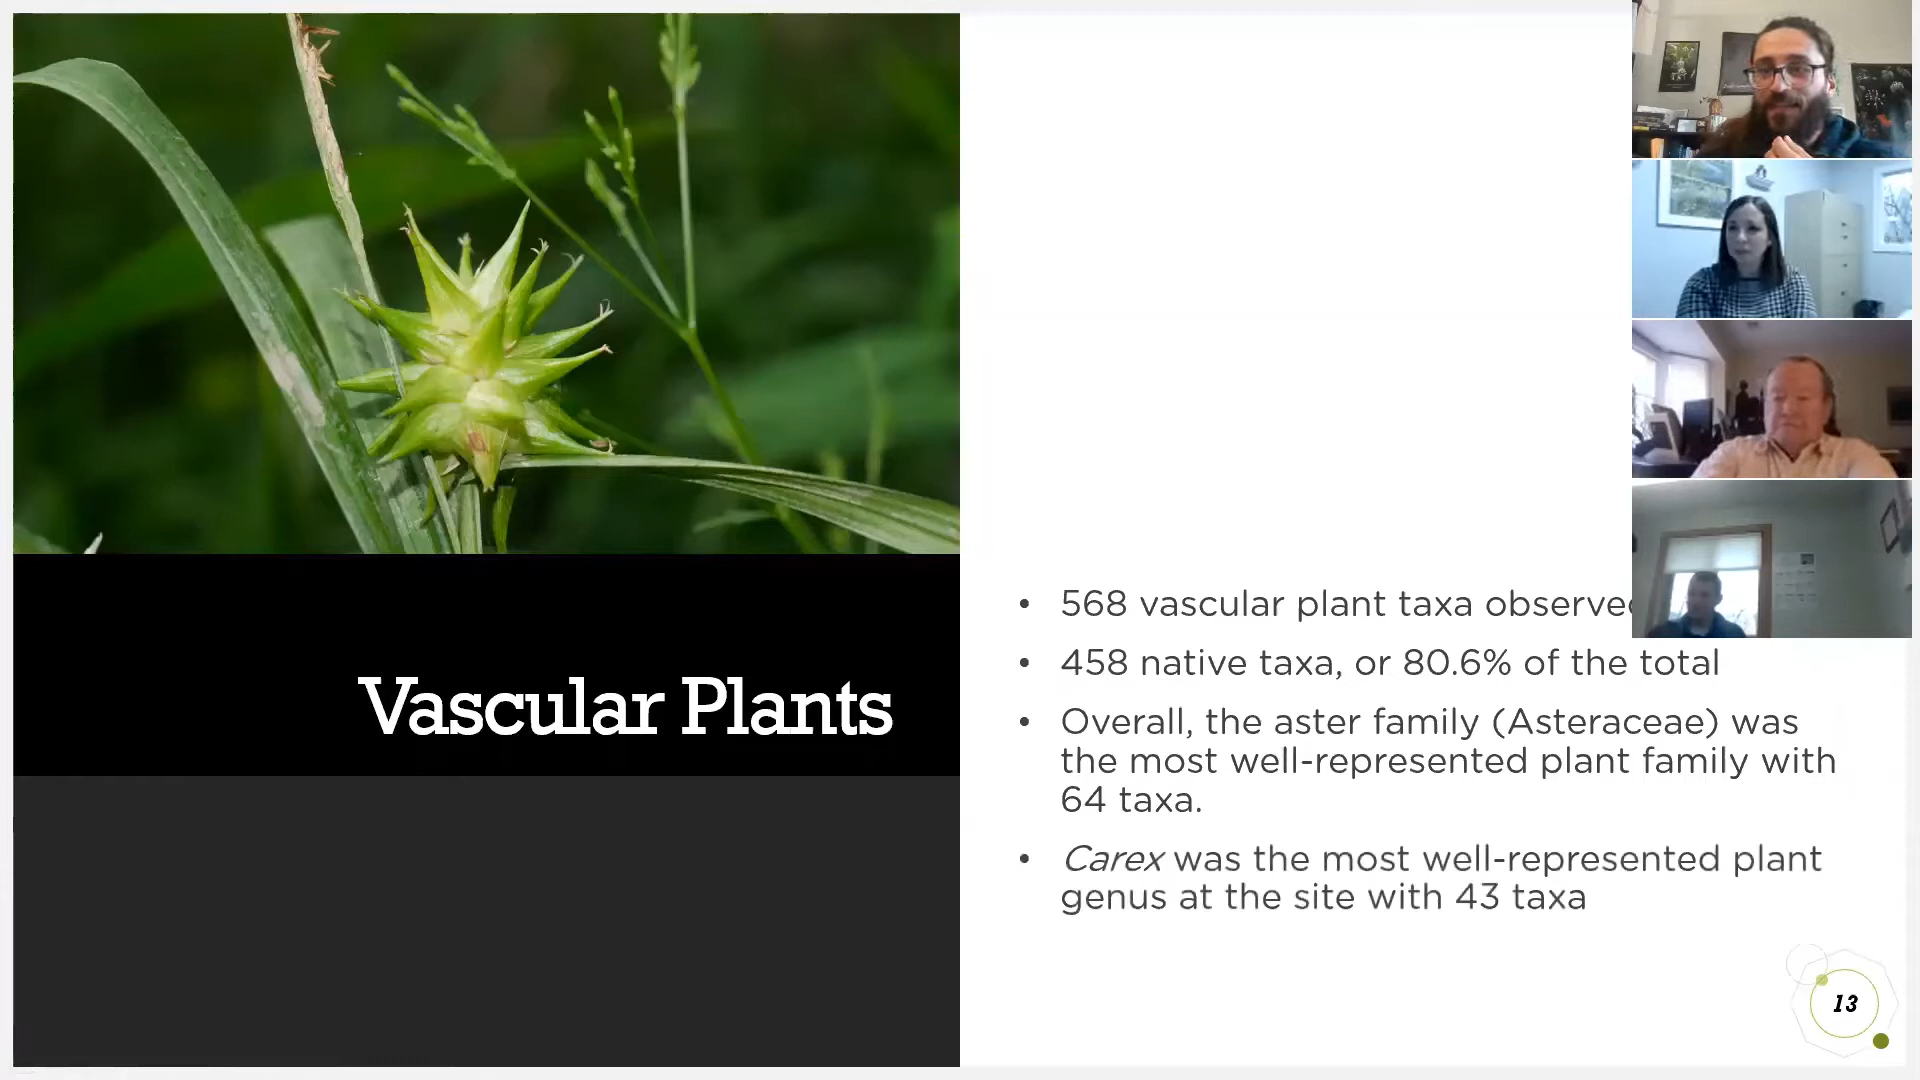 Vascular Plants
• 568 vascular plant taxa observed
• 458 native taxa, or 80.6% of the total
• Overall, the aster family (Asteraceae) was
the most well-represented plant family with
64 taxa.
• Carex was the most well-represented plant
genus at the site with 43 taxa
13